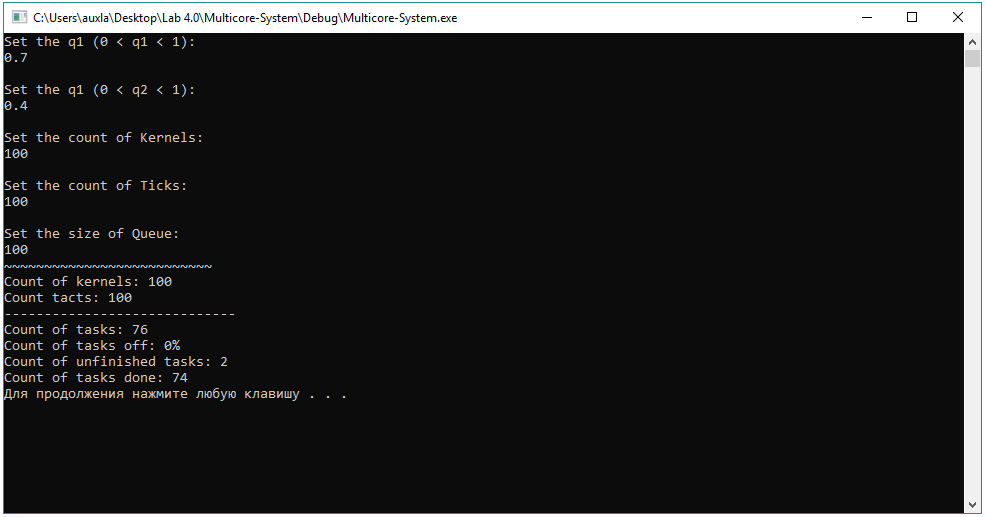 C:\Users\auxla\Desktop\Lab 4.0\Multicore-System\Debug\Multicore-System.exe
Set the q1 (0 < q1 < 1):
0.7
Set the q1 (0 < q2 < 1):
0.4
Set the count of Kernels:
100
Set the count of Ticks:
100
Set the size of Queue:
100
~~~~~~~~~~~~~~~~~~~~~~~~~~
Count of kernels: 100
Count tacts: 100
-----------------------------
Count of tasks: 76
Count of tasks off: 0%
Count of unfinished tasks: 2
Count of tasks done: 74
Для продолжения нажмите любую клавишу . . .